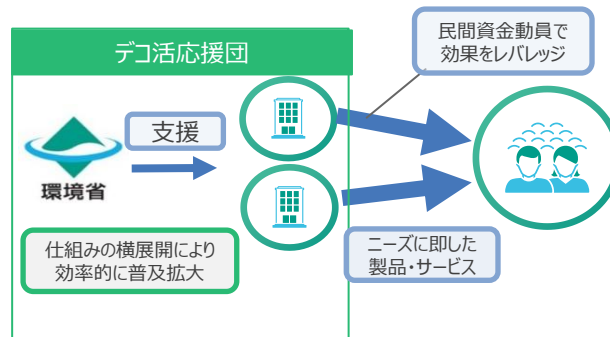 デコ活応援団
民間資金動員で
効果をレバレッジ
支援
環境省
仕組みの横展開により
効率的に普及拡大
ニーズに即した
製品・サービス